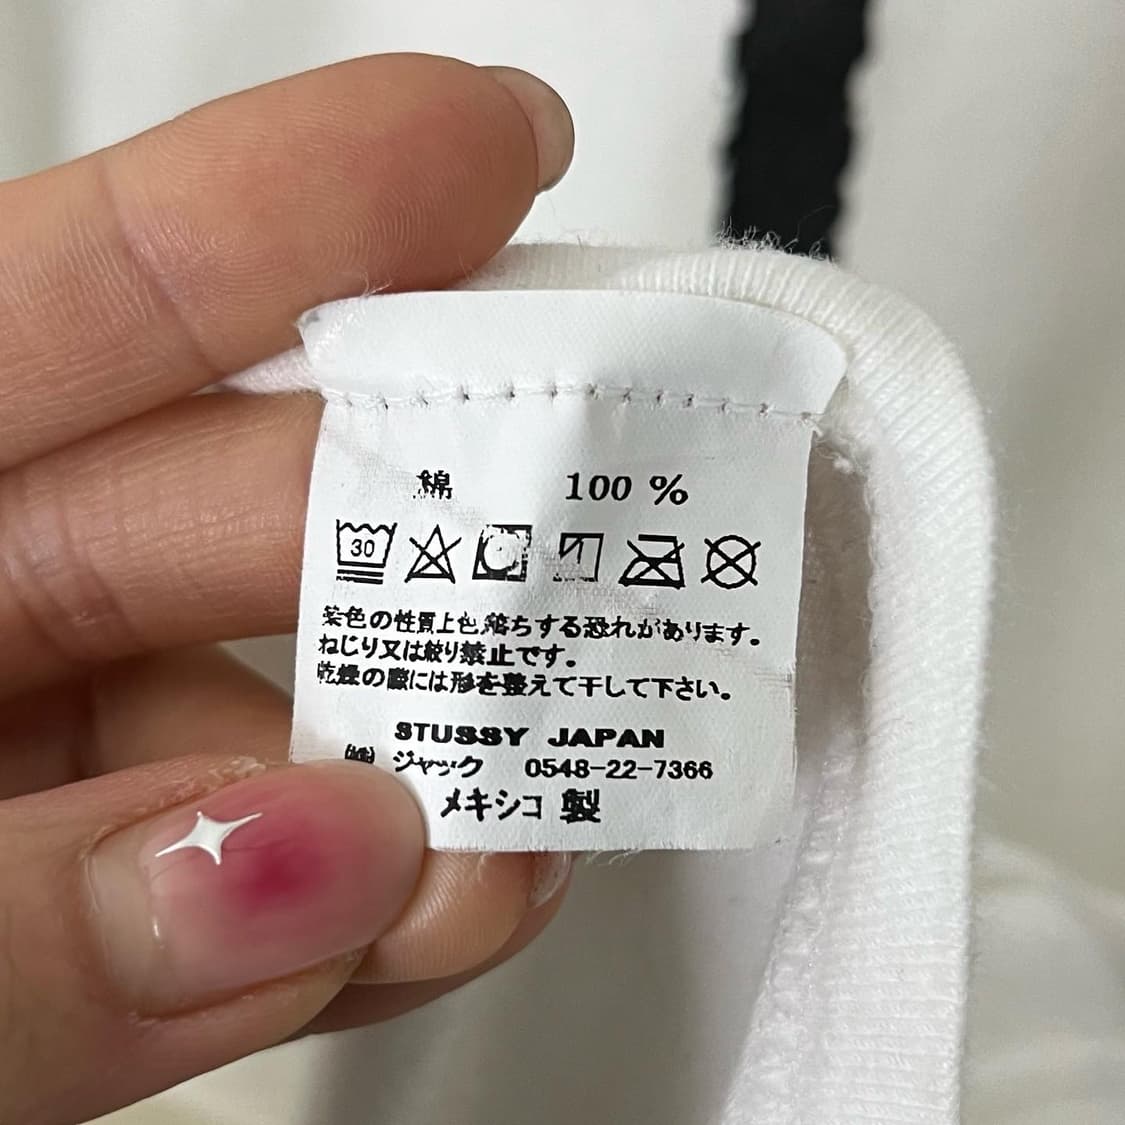 綿 100 %
30
染色の性質上色落ちする恐れがあります。
ねじり又は絞り禁止です。
乾燥の際には形を整えて干して下さい。
STUSSY JAPAN
㈱ ジャック 0548-22-7366
メキシコ 製